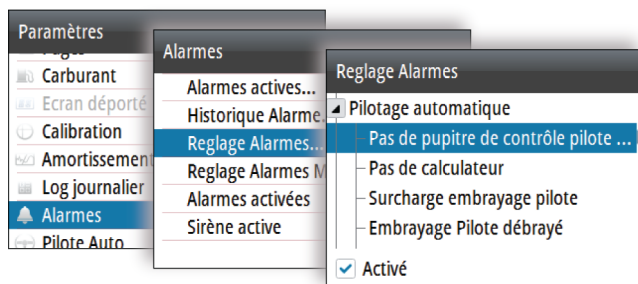 Paramètres
Carburant
Ecran déporté
Calibration
Amortissement
Log journalier
Alarmes
Pilote Auto
Alarmes
Alarmes actives...
Historique Alarme
Reglage Alarmes...
Reglage Alarmes M
Alarmes activées
Sirène active
Reglage Alarmes
Pilotage automatique
Pas de pupitre de contrôle pilote ...
Pas de calculateur
Surcharge embrayage pilote
Embrayage Pilote débrayé
Activé